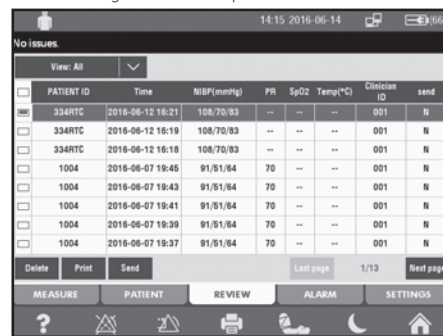 14:15 2016-06-14 66
No issues.
View: All
PATIENT ID Time NIBP(mmHg) PR SpO2 Temp(°C) Clinician ID send
334RTC 2016-06-12 16:21 108/70/83 -- -- -- 001 N
334RTC 2016-06-12 16:19 108/70/83 -- -- -- 001 N
334RTC 2016-06-12 16:18 108/70/83 -- -- -- 001 N
1004 2016-06-07 19:45 91/51/64 70 -- -- 001 N
1004 2016-06-07 19:43 91/51/64 70 -- -- 001 N
1004 2016-06-07 19:41 91/51/64 70 -- -- 001 N
1004 2016-06-07 19:39 91/51/64 70 -- -- 001 N
1004 2016-06-07 19:37 91/51/64 70 -- -- 001 N
Delete Print Send Last page 1/13 Next page
MEASURE PATIENT REVIEW ALARM SETTINGS
?